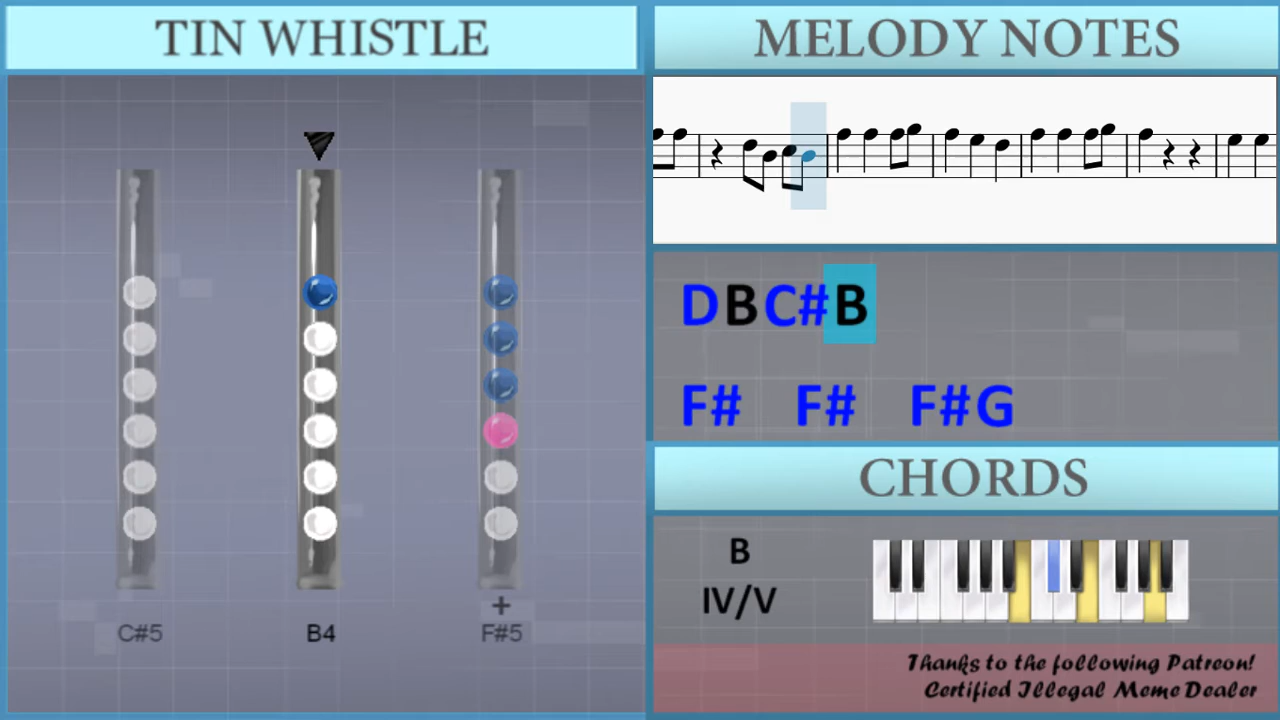 TIN WHISTLE
+
C#5 B4 F#5
MELODY NOTES
DBC#B
F# F# F#G
CHORDS
B
IV/V
Thanks to the following Patreon!
Certified Illegal Meme Dealer